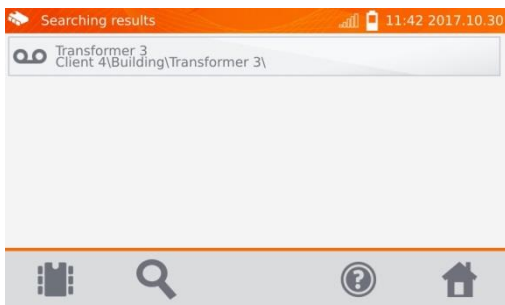 Searching results
11:42 2017.10.30
Transformer 3
Client 4\Building\Transformer 3\
?